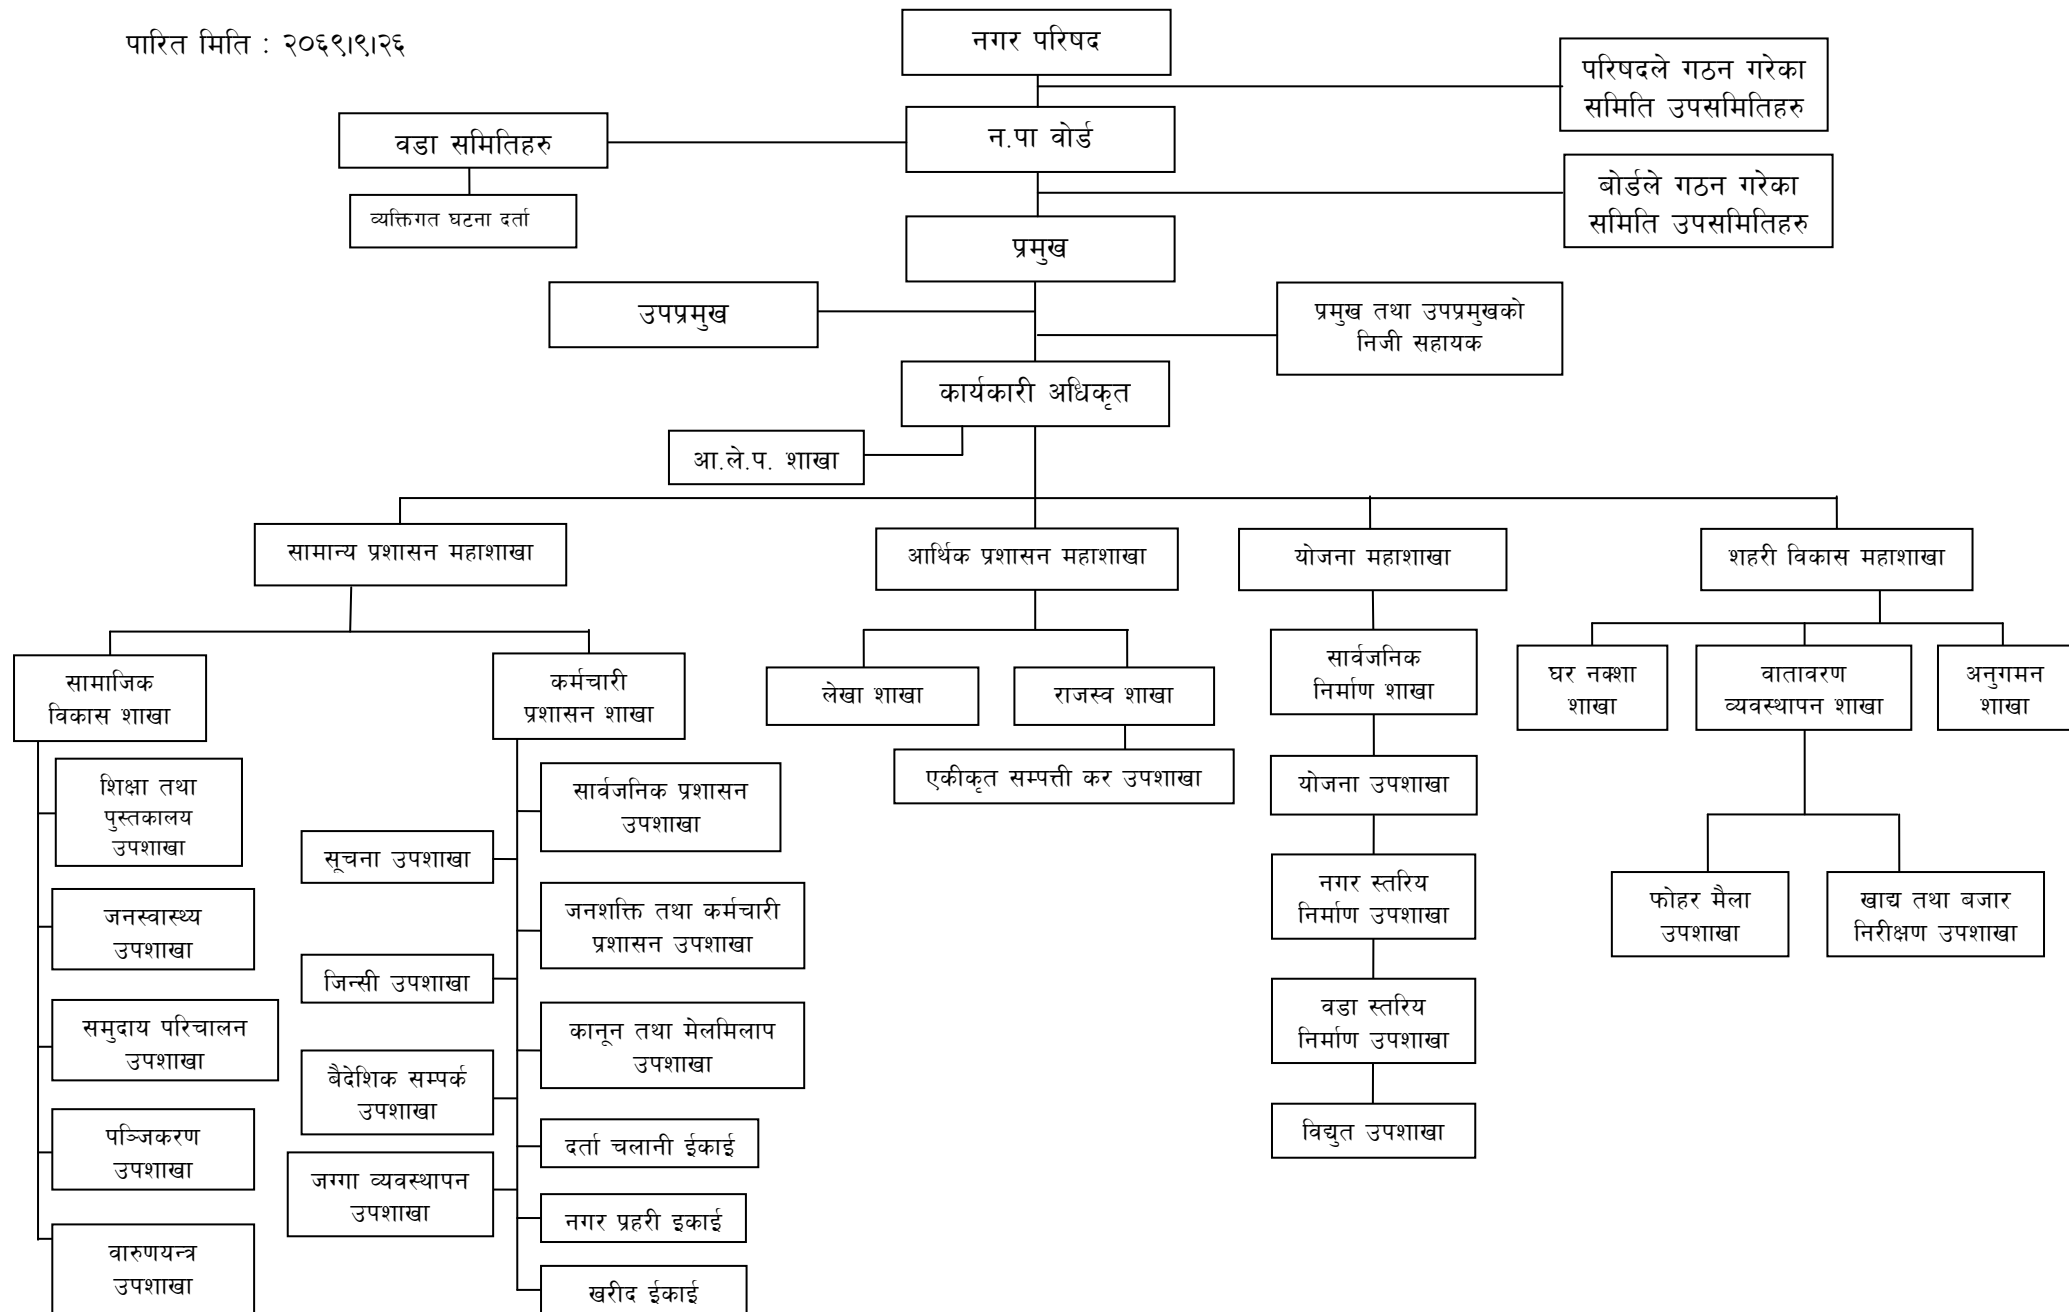 पारित मिति : २०६९।९।२६
नगर परिषद
परिषदले गठन गरेका
समिति उपसमितिहरु
वडा समितिहरु
न.पा वोर्ड
व्यक्तिगत घटना दर्ता
बोर्डले गठन गरेका
समिति उपसमितिहरु
प्रमुख
उपप्रमुख
प्रमुख तथा उपप्रमुखको
निजी सहायक
कार्यकारी अधिकृत
आ.ले.प. शाखा
सामान्य प्रशासन महाशाखा
आर्थिक प्रशासन महाशाखा
योजना महाशाखा
शहरी विकास महाशाखा
सामाजिक
विकास शाखा
कर्मचारी
प्रशासन शाखा
लेखा शाखा
राजस्व शाखा
सार्वजनिक
निर्माण शाखा
घर नक्शा
शाखा
वातावरण
व्यवस्थापन शाखा
अनुगमन
शाखा
शिक्षा तथा
पुस्तकालय
उपशाखा
सार्वजनिक प्रशासन
उपशाखा
एकीकृत सम्पत्ती कर उपशाखा
योजना उपशाखा
सूचना उपशाखा
जनस्वास्थ्य
उपशाखा
जनशक्ति तथा कर्मचारी
प्रशासन उपशाखा
नगर स्तरिय
निर्माण उपशाखा
फोहर मैला
उपशाखा
खाद्य तथा बजार
निरीक्षण उपशाखा
जिन्सी उपशाखा
समुदाय परिचालन
उपशाखा
कानून तथा मेलमिलाप
उपशाखा
वडा स्तरिय
निर्माण उपशाखा
बैदेशिक सम्पर्क
उपशाखा
पञ्जिकरण
उपशाखा
दर्ता चलानी ईकाई
विद्युत उपशाखा
जग्गा व्यवस्थापन
उपशाखा
नगर प्रहरी इकाई
वारुणयन्त्र
उपशाखा
खरीद ईकाई